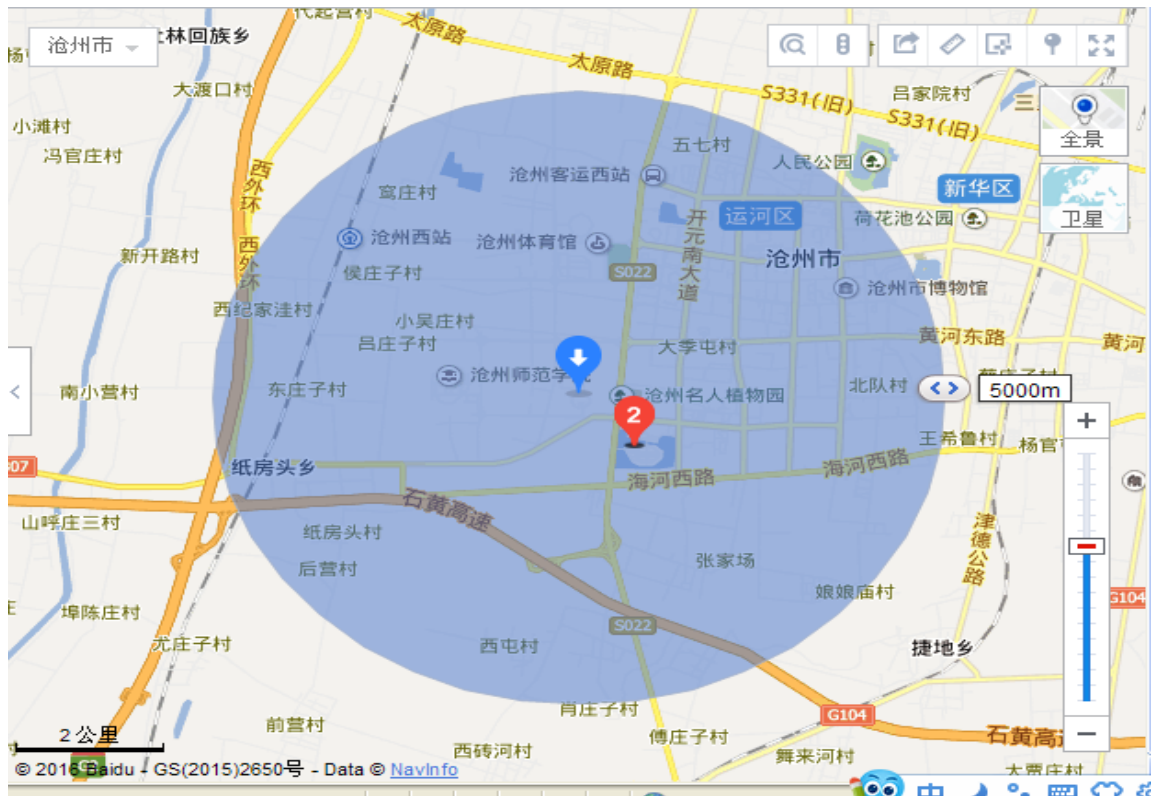 代起营村
太原路
沧州市
杜林回族乡
太原路
大渡口村
S331(旧)
吕家院村
S331(旧)
小滩村
冯官庄村
五七村
人民公园
全景
西外环
沧州客运西站
新华区
窎庄村
运河区
荷花池公园
卫星
开元南大道
沧州西站
沧州体育馆
新开路村
西外环
侯庄子村
S022
沧州市
沧州市博物馆
西纪家洼村
小吴庄村
吕庄子村
大季屯村
黄河东路
黄河
沧州师范学院
南小营村
东庄子村
沧州名人植物园
北队村
5000m
2
王希鲁村
杨官
纸房头乡
海河西路
海河西路
石黄高速
山呼庄三村
纸房头村
津德公路
张家场
后营村
娘娘庙村
G104
埠陈庄村
S022
尤庄子村
西屯村
捷地乡
肖庄子村
G104
前营村
2 公里
傅庄子村
石黄高
西砖河村
舞来河村
© 2016 Baidu - GS(2015)2650号 - Data © NavInfo
大贾庄村
中